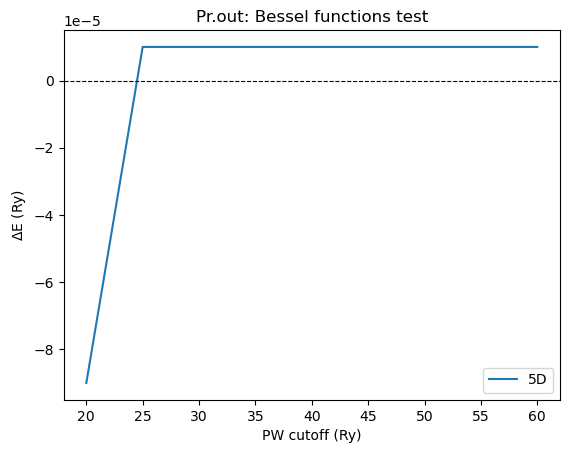 Pr.out: Bessel functions test
1e−5
0
−2
−4
−6
−8
ΔE (Ry)
5D
20 25 30 35 40 45 50 55 60
PW cutoff (Ry)